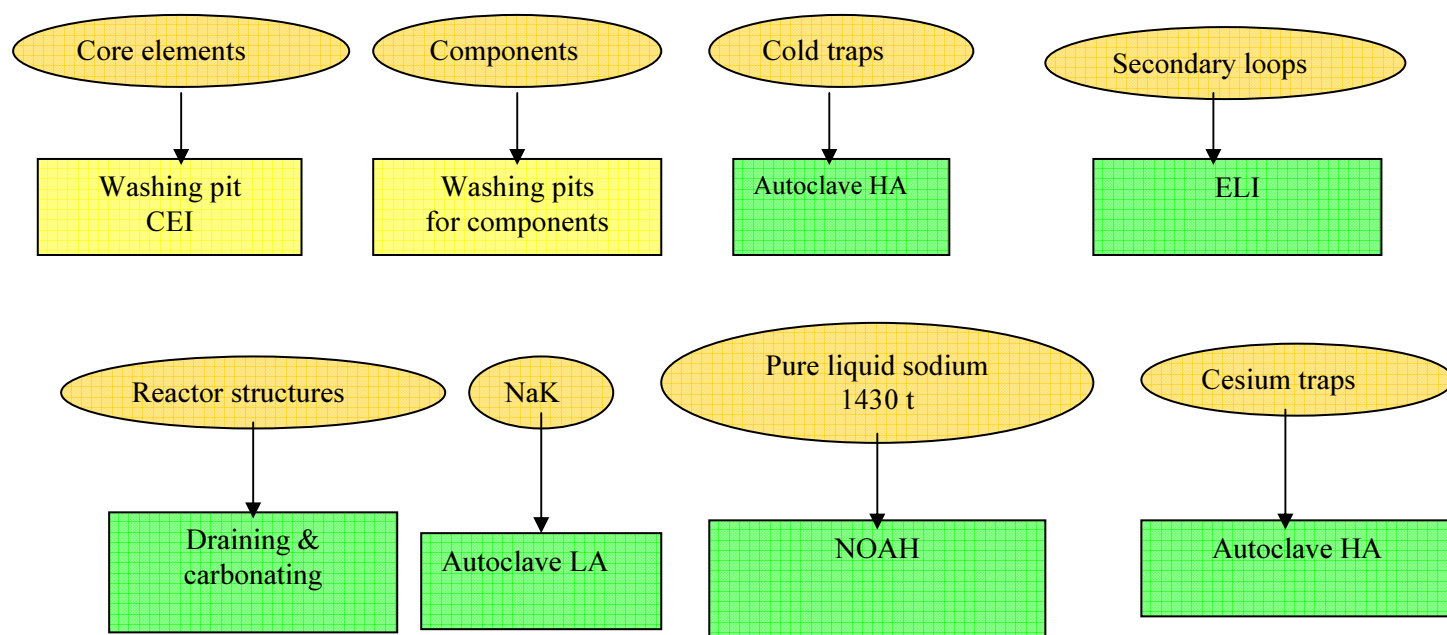 Core elements
Components
Cold traps
Secondary loops
Washing pit
CEI
Washing pits
for components
Autoclave HA
ELI
Reactor structures
NaK
Pure liquid sodium
1430 t
Cesium traps
Draining &
carbonating
Autoclave LA
NOAH
Autoclave HA